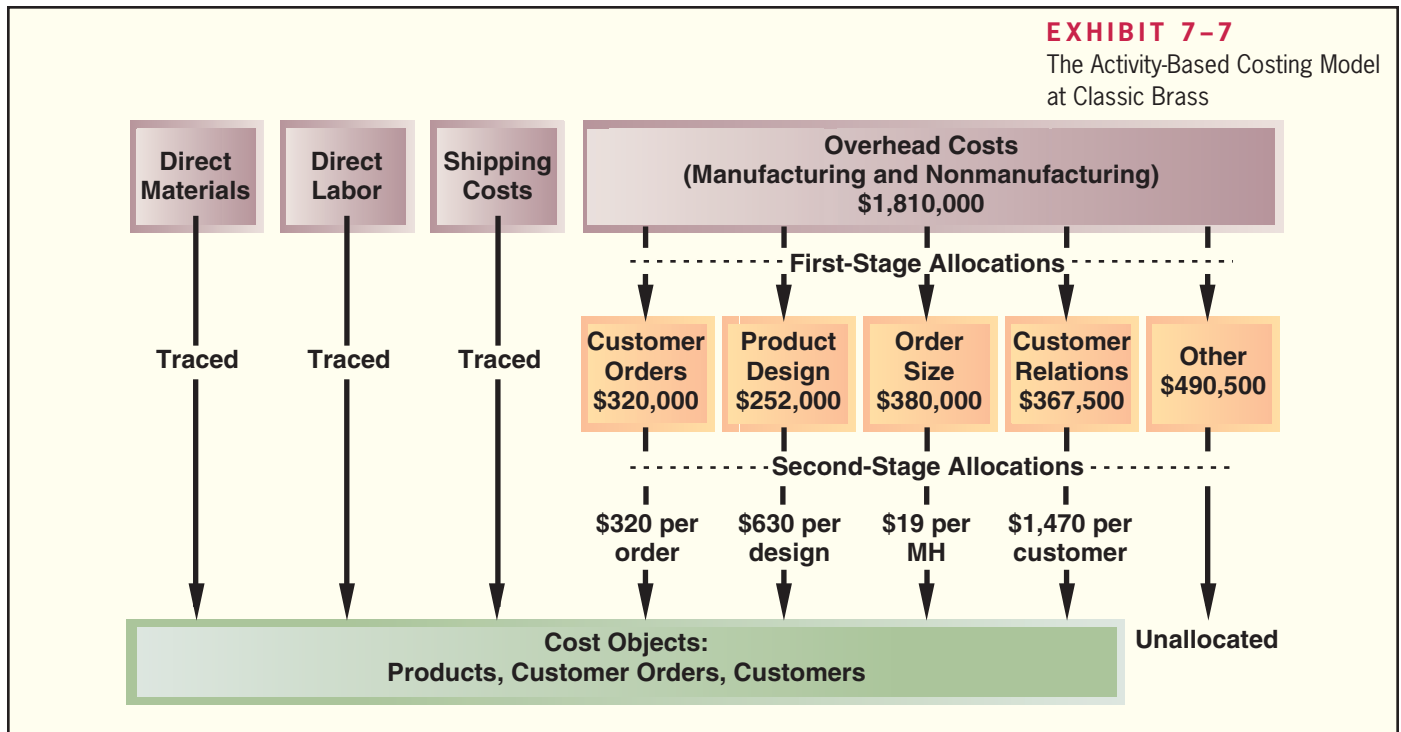 EXHIBIT 7–7
The Activity-Based Costing Model
at Classic Brass
Direct
Materials
Direct
Labor
Shipping
Costs
Overhead Costs
(Manufacturing and Nonmanufacturing)
$1,810,000
First-Stage Allocations
Traced
Traced
Traced
Customer
Orders
$320,000
Product
Design
$252,000
Order
Size
$380,000
Customer
Relations
$367,500
Other
$490,500
Second-Stage Allocations
$320 per
order
$630 per
design
$19 per
MH
$1,470 per
customer
Cost Objects:
Products, Customer Orders, Customers
Unallocated